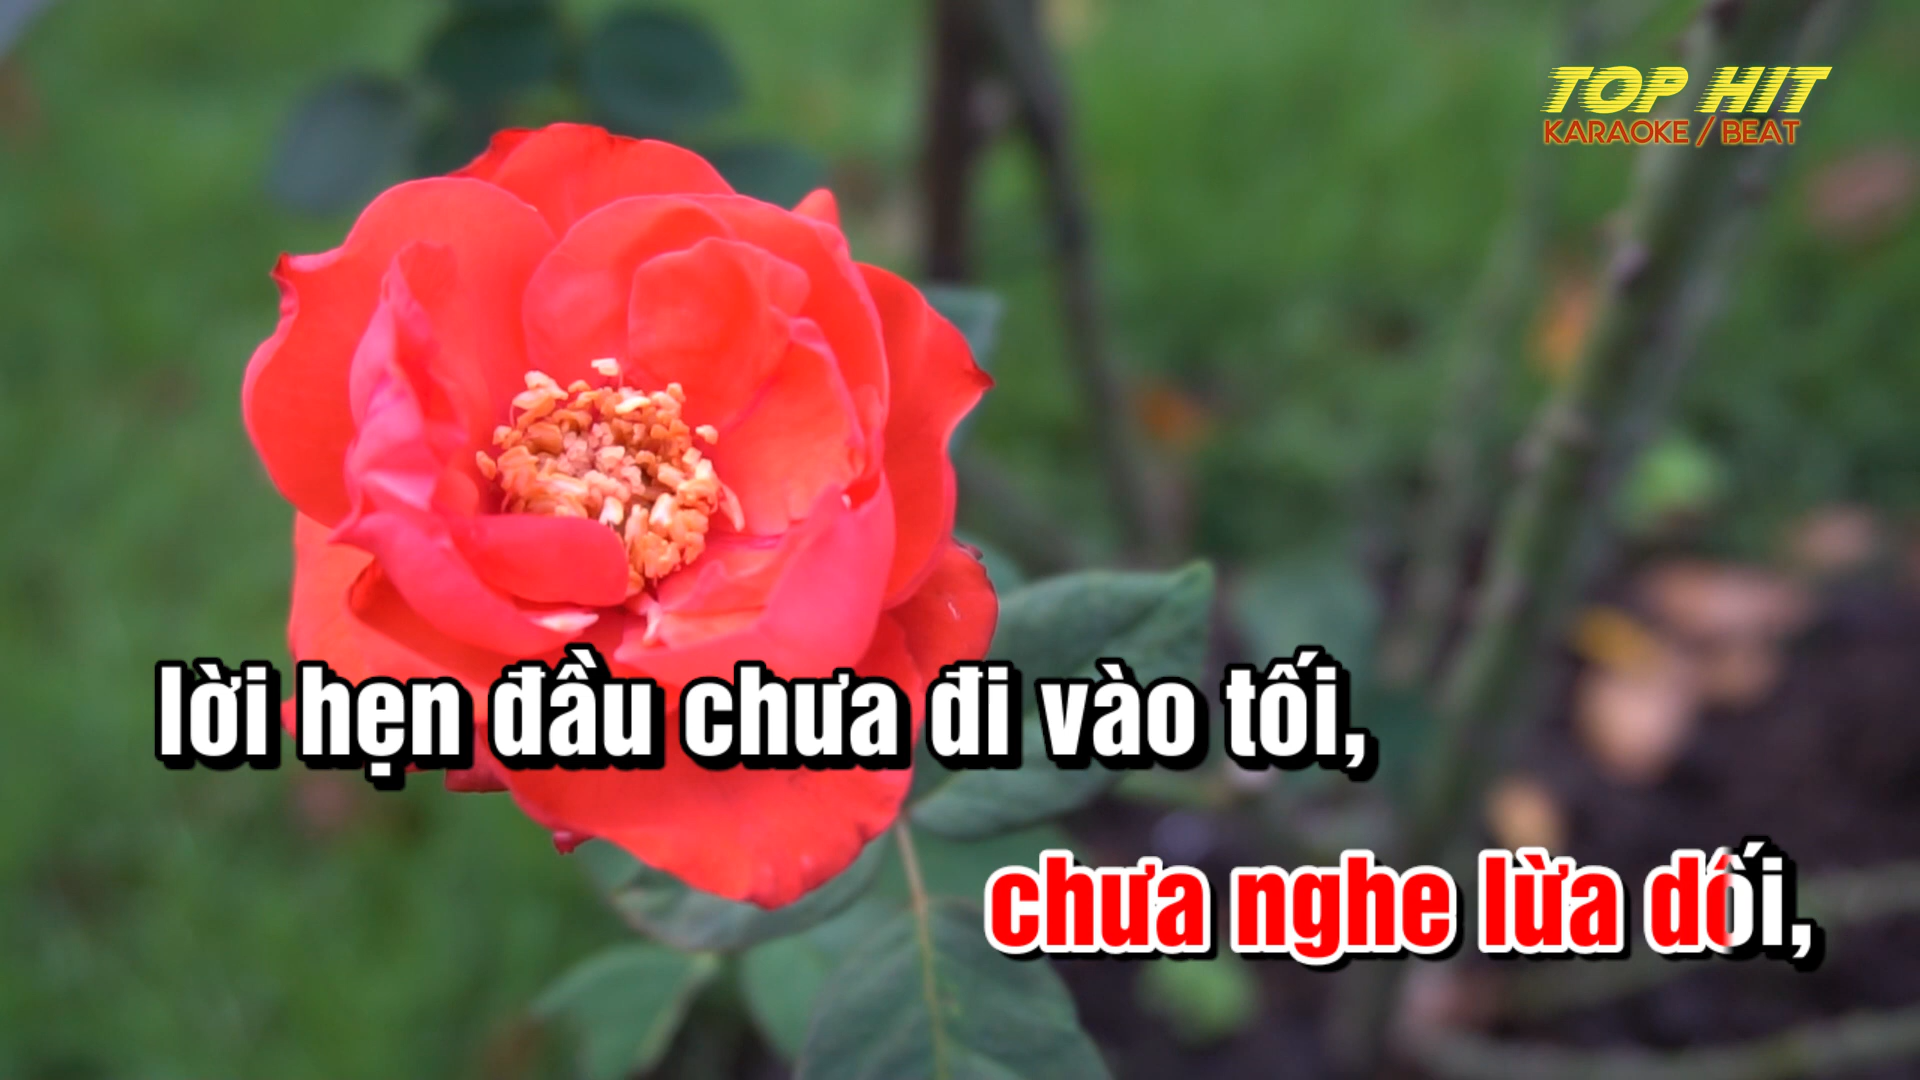 TOP HIT
KARAOKE / BEAT
lời hẹn đầu chưa đi vào tối,
chưa nghe lừa dối,